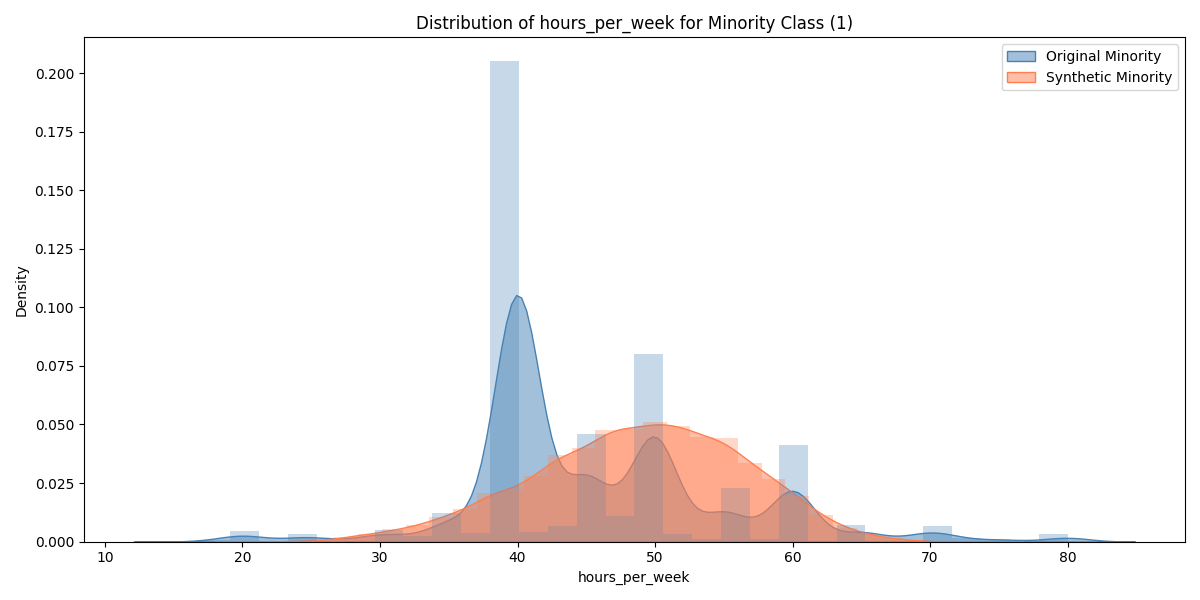 Distribution of hours_per_week for Minority Class (1)
Original Minority
Synthetic Minority
Density
0.200
0.175
0.150
0.125
0.100
0.075
0.050
0.025
0.000
10 20 30 40 50 60 70 80
hours_per_week